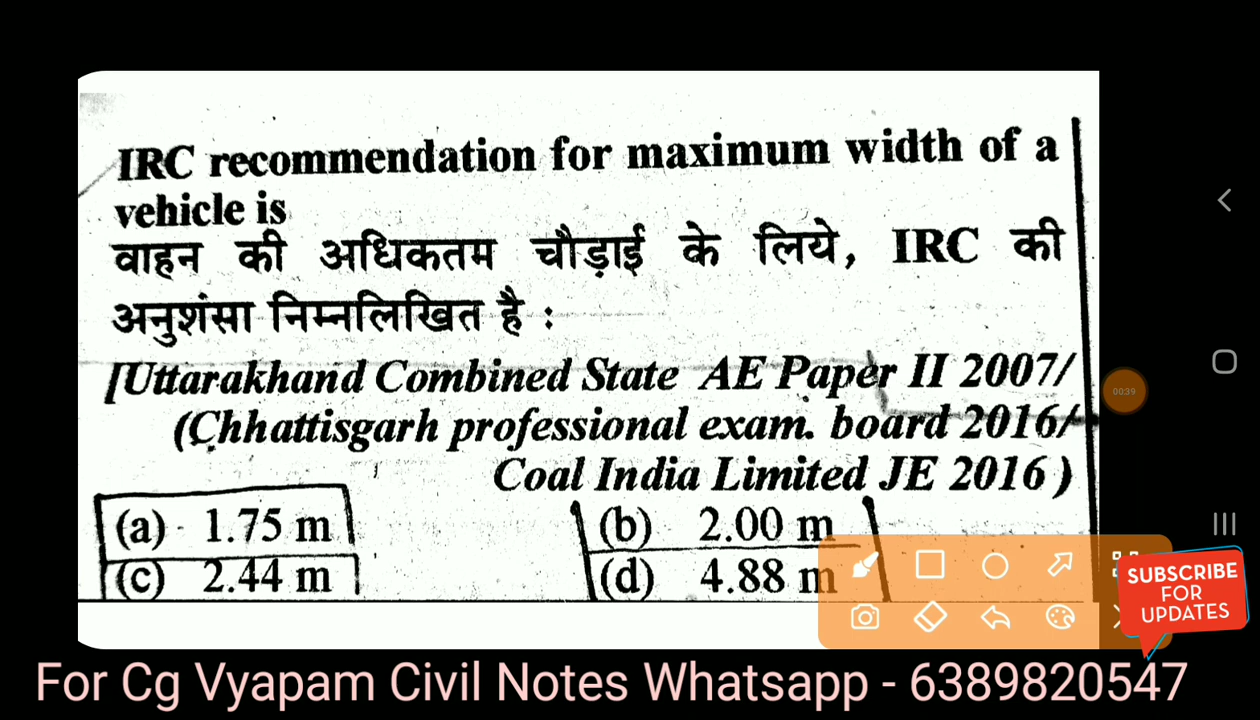 IRC recommendation for maximum width of a
vehicle is
वाहन की अधिकतम चौड़ाई के लिये, IRC की
अनुशंसा निम्नलिखित है :
[Uttarakhand Combined State AE Paper II 2007/
(Chhattisgarh professional exam. board 2016/
Coal India Limited JE 2016)
(a) 1.75 m
(b) 2.00 m
(c) 2.44 m
(d) 4.88 m
00:39
SUBSCRIBE
FOR
UPDATES
For Cg Vyapam Civil Notes Whatsapp - 6389820547